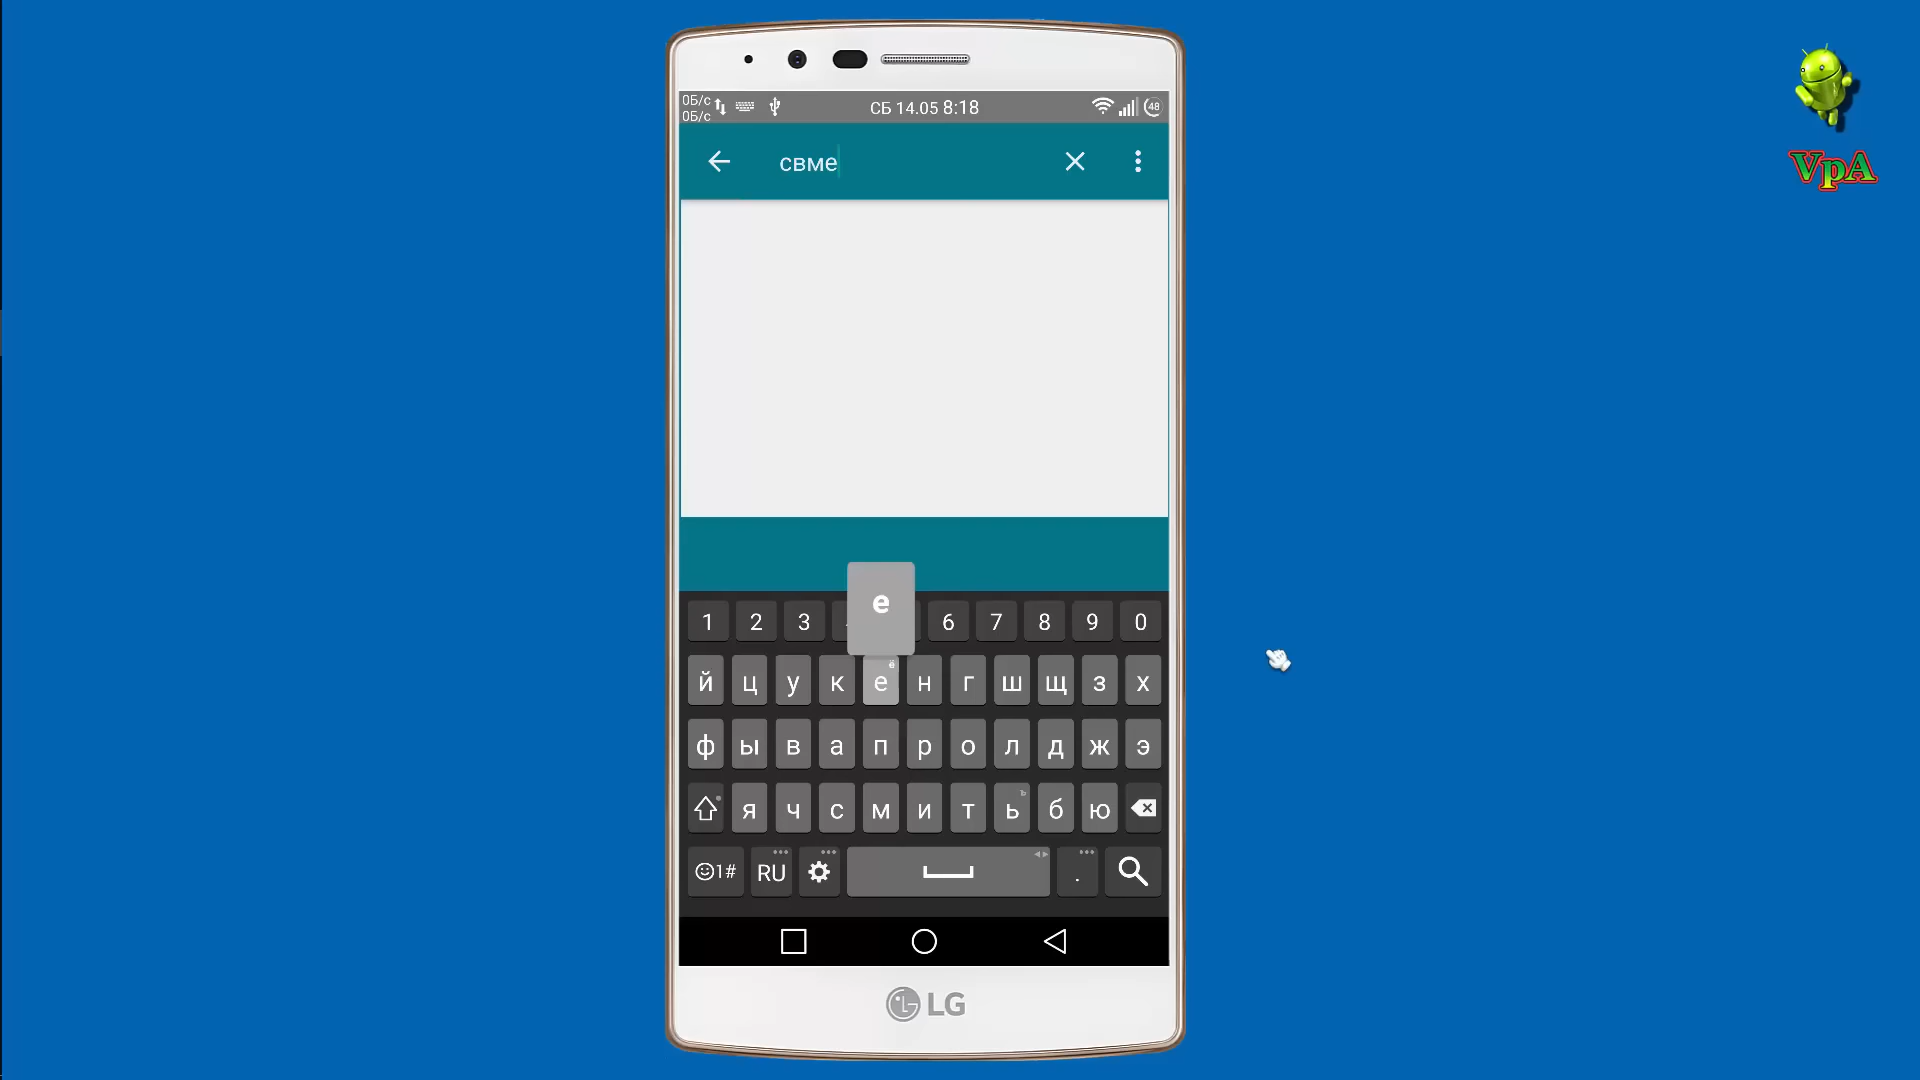 0Б/с
0Б/с
СБ 14.05 8:18
48
свме
VpA
е
1 2 3 6 7 8 9 0
й ц у к е ё н г ш щ з х
ф ы в а п р о л д ж э
я ч с м и т ь ъ б ю
1# RU .
LG